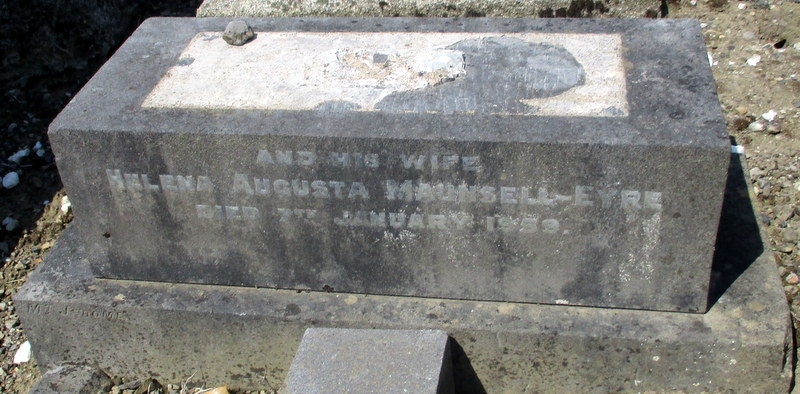 AND HIS WIFE
HELENA AUGUSTA MAUNSELL-EYRE
DIED 7TH JANUARY